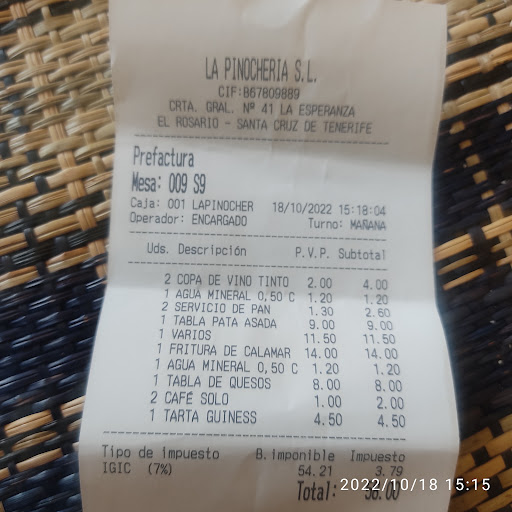 LA PINOCHERIA S.L.
CIF:B67809889
CRTA. GRAL. Nº 41 LA ESPERANZA
EL ROSARIO - SANTA CRUZ DE TENERIFE
Prefactura
Mesa: 009 S9
Caja: 001 LAPINOCHER 18/10/2022 15:18:04
Operador: ENCARGADO Turno: MAÑANA
Uds. Descripción P.V.P. Subtotal
2 COPA DE VINO TINTO 2.00 4.00
1 AGUA MINERAL 0,50 C 1.20 1.20
2 SERVICIO DE PAN 1.30 2.60
1 TABLA PATA ASADA 9.00 9.00
1 VARIOS 11.50 11.50
1 FRITURA DE CALAMAR 14.00 14.00
1 AGUA MINERAL 0,50 C 1.20 1.20
1 TABLA DE QUESOS 8.00 8.00
2 CAFÉ SOLO 1.00 2.00
1 TARTA GUINESS 4.50 4.50
Tipo de impuesto B.imponible Impuesto
IGIC (7%) 54.21 3.79
Total: 58.00
2022/10/18 15:15